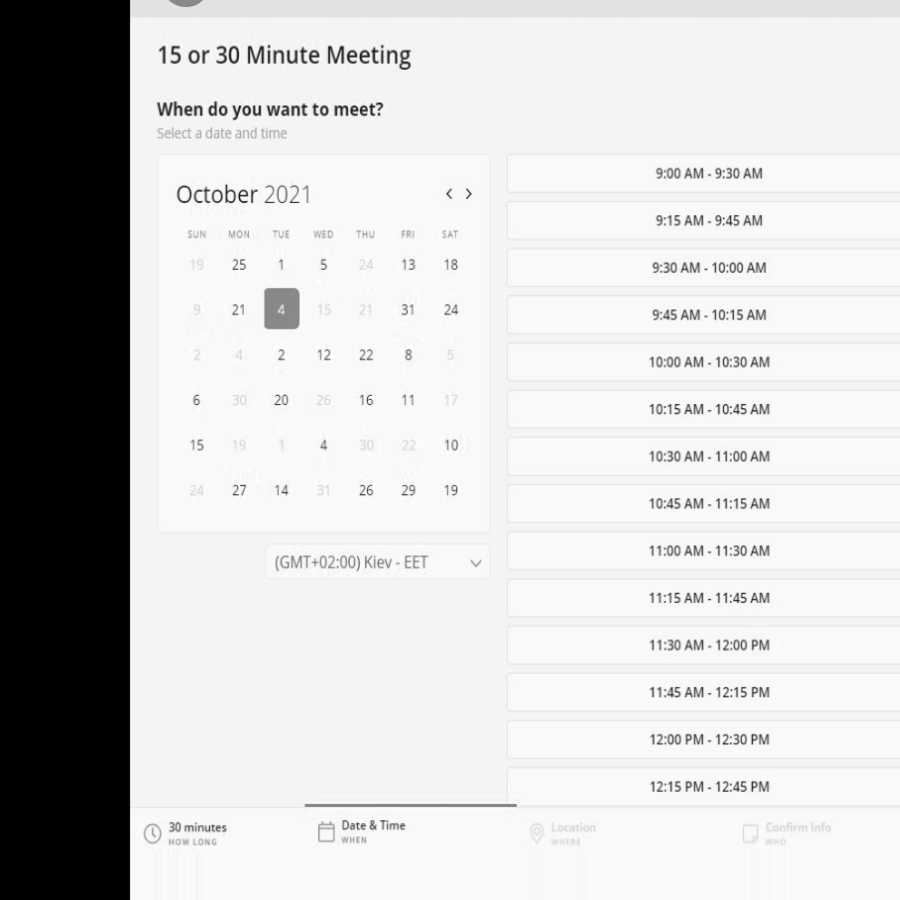 15 or 30 Minute Meeting
When do you want to meet?
Select a date and time
October 2021
SUN MON TUE WED THU FRI SAT
19 25 1 5 24 13 18
9 21 4 15 21 31 24
2 4 2 12 22 8 5
6 30 20 26 16 11 17
15 19 1 4 30 22 10
24 27 14 31 26 29 19
(GMT+02:00) Kiev - EET
9:00 AM - 9:30 AM
9:15 AM - 9:45 AM
9:30 AM - 10:00 AM
9:45 AM - 10:15 AM
10:00 AM - 10:30 AM
10:15 AM - 10:45 AM
10:30 AM - 11:00 AM
10:45 AM - 11:15 AM
11:00 AM - 11:30 AM
11:15 AM - 11:45 AM
11:30 AM - 12:00 PM
11:45 AM - 12:15 PM
12:00 PM - 12:30 PM
12:15 PM - 12:45 PM
30 minutes
HOW LONG
Date & Time
WHEN
Location
WHERE
Confirm Info
WHO